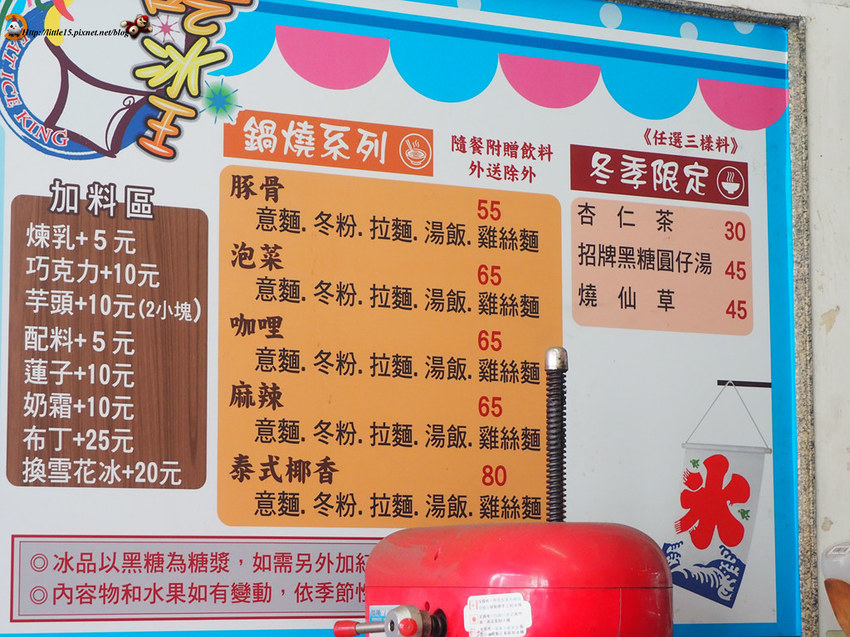 Http://little15.pixnet.net/blog
冰王
ICE KING
加料區
煉乳+5元
巧克力+10元
芋頭+10元(2小塊)
配料+5元
蓮子+10元
奶霜+10元
布丁+25元
換雪花冰+20元
鍋燒系列
隨餐附贈飲料
外送除外
豚骨 55
意麵.冬粉.拉麵.湯飯.雞絲麵
泡菜 65
意麵.冬粉.拉麵.湯飯.雞絲麵
咖哩 65
意麵.冬粉.拉麵.湯飯.雞絲麵
麻辣 65
意麵.冬粉.拉麵.湯飯.雞絲麵
泰式椰香 80
意麵.冬粉.拉麵.湯飯.雞絲麵
《任選三樣料》
冬季限定
杏仁茶 30
招牌黑糖圓仔湯 45
燒仙草 45
冰
◎冰品以黑糖為糖漿，如需另外加紅
◎內容物和水果如有變動，依季節性